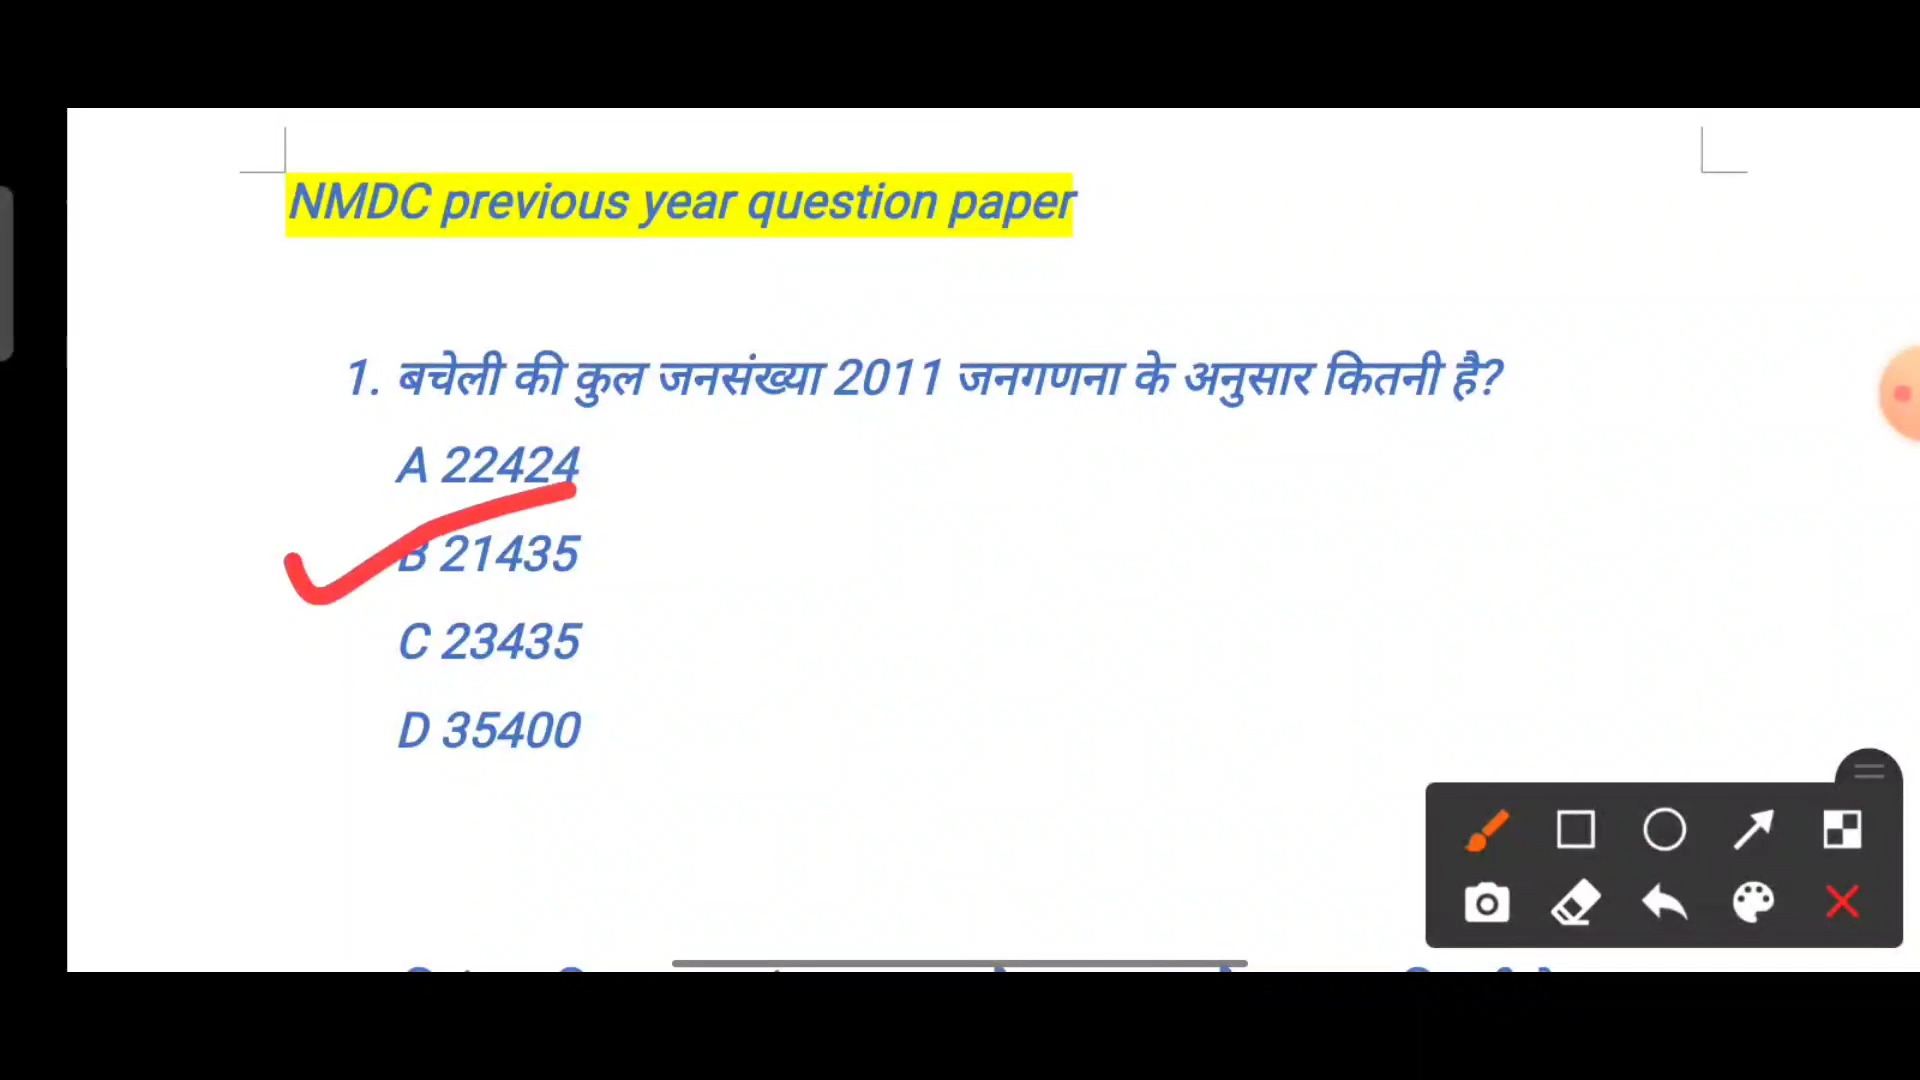 NMDC previous year question paper
1. बचेली की कुल जनसंख्या 2011 जनगणना के अनुसार कितनी है?
A 22424
B 21435
C 23435
D 35400